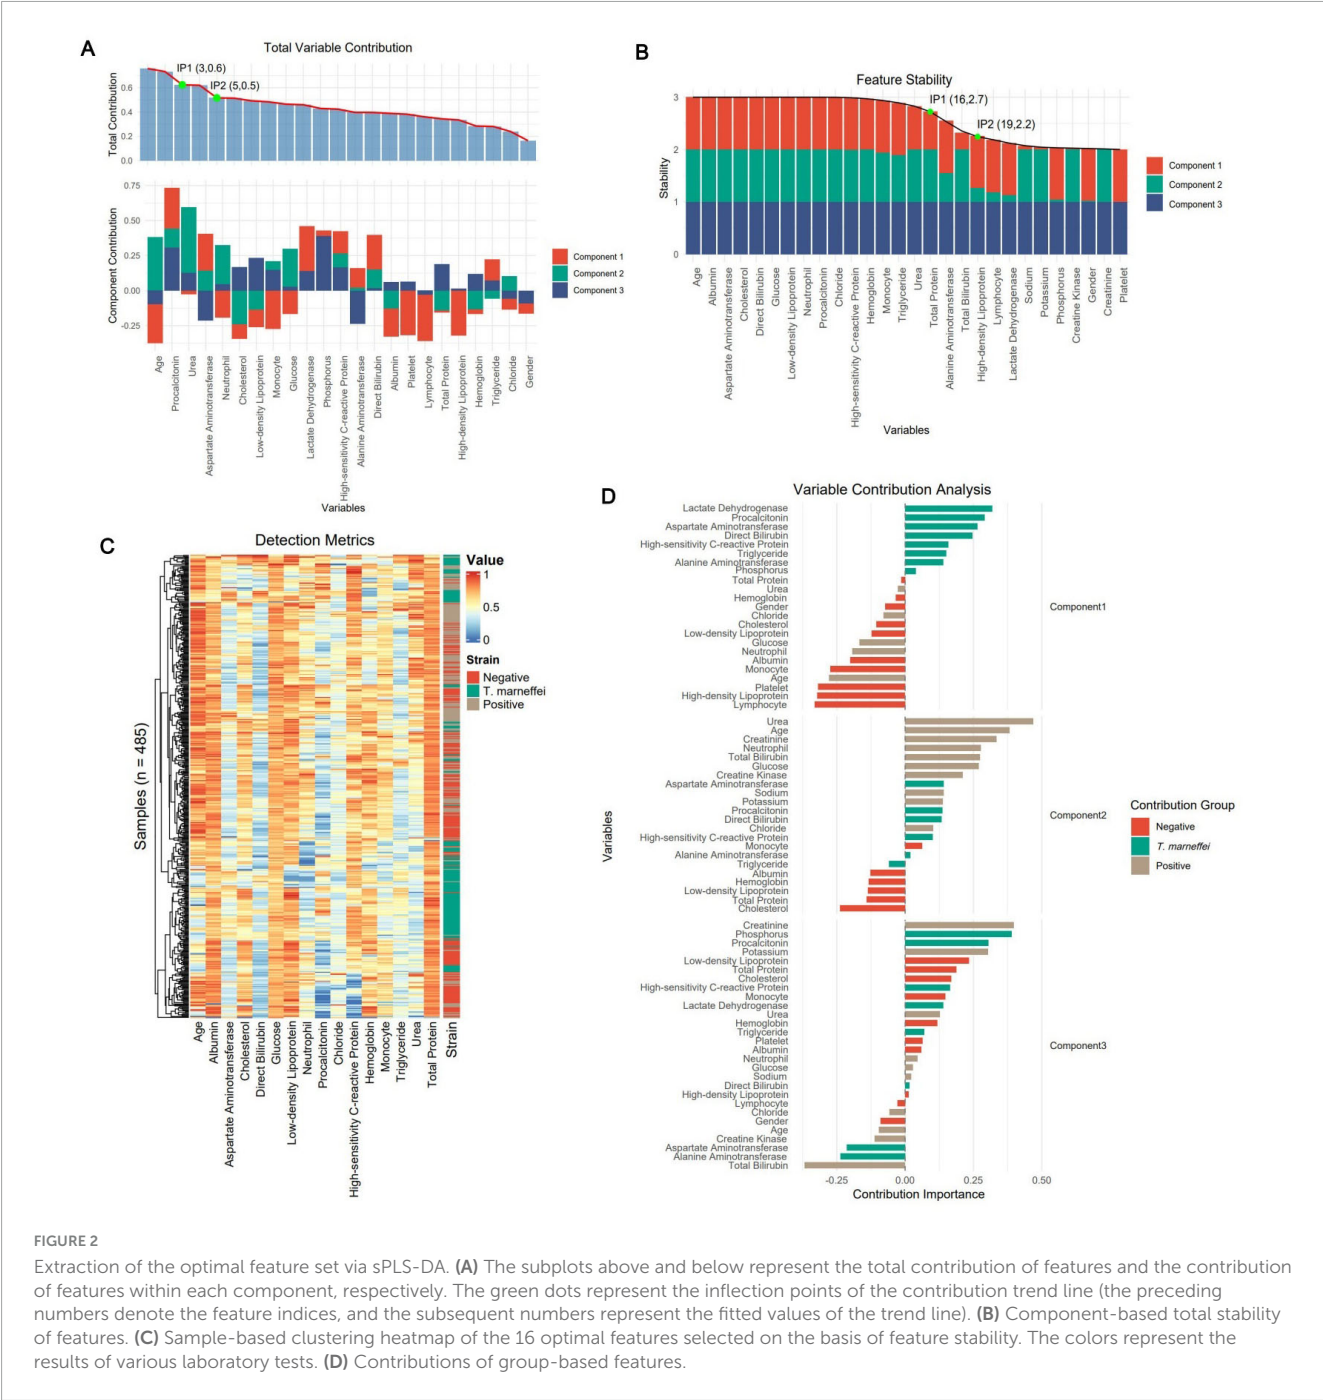 A
Total Variable Contribution
IP1 (3,0.6)
IP2 (5,0.5)
Total Contribution
0.6
0.4
0.2
0.0
Component Contribution
0.75
0.50
0.25
0.00
-0.25
Component 1
Component 2
Component 3
Age
Procalcitonin
Urea
Aspartate Aminotransferase
Neutrophil
Cholesterol
Low-density Lipoprotein
Monocyte
Glucose
Lactate Dehydrogenase
Phosphorus
High-sensitivity C-reactive Protein
Alanine Aminotransferase
Direct Bilirubin
Albumin
Platelet
Lymphocyte
Total Protein
High-density Lipoprotein
Hemoglobin
Triglyceride
Chloride
Gender
Variables
B
Feature Stability
IP1 (16,2.7)
IP2 (19,2.2)
Stability
3
2
1
0
Component 1
Component 2
Component 3
Age
Albumin
Aspartate Aminotransferase
Cholesterol
Direct Bilirubin
Glucose
Low-density Lipoprotein
Neutrophil
Procalcitonin
Chloride
High-sensitivity C-reactive Protein
Hemoglobin
Monocyte
Triglyceride
Urea
Total Protein
Alanine Aminotransferase
Total Bilirubin
High-density Lipoprotein
Lymphocyte
Lactate Dehydrogenase
Sodium
Potassium
Phosphorus
Creatine Kinase
Gender
Creatinine
Platelet
Variables
C
Detection Metrics
Samples (n = 485)
Value
1
0.5
0
Strain
Negative
T. marneffei
Positive
Age
Albumin
Aspartate Aminotransferase
Cholesterol
Direct Bilirubin
Glucose
Low-density Lipoprotein
Neutrophil
Procalcitonin
Chloride
High-sensitivity C-reactive Protein
Hemoglobin
Monocyte
Triglyceride
Urea
Total Protein
Strain
D
Variable Contribution Analysis
Variables
Lactate Dehydrogenase
Procalcitonin
Aspartate Aminotransferase
Direct Bilirubin
High-sensitivity C-reactive Protein
Triglyceride
Alanine Aminotransferase
Phosphorus
Total Protein
Urea
Hemoglobin
Gender
Chloride
Cholesterol
Low-density Lipoprotein
Glucose
Neutrophil
Albumin
Monocyte
Age
Platelet
High-density Lipoprotein
Lymphocyte
Component1
Urea
Age
Creatinine
Neutrophil
Total Bilirubin
Glucose
Creatine Kinase
Aspartate Aminotransferase
Sodium
Potassium
Procalcitonin
Direct Bilirubin
Chloride
High-sensitivity C-reactive Protein
Monocyte
Alanine Aminotransferase
Triglyceride
Albumin
Hemoglobin
Low-density Lipoprotein
Total Protein
Cholesterol
Component2
Creatinine
Phosphorus
Procalcitonin
Potassium
Low-density Lipoprotein
Total Protein
Cholesterol
High-sensitivity C-reactive Protein
Monocyte
Lactate Dehydrogenase
Urea
Hemoglobin
Triglyceride
Platelet
Albumin
Neutrophil
Glucose
Sodium
Direct Bilirubin
High-density Lipoprotein
Lymphocyte
Chloride
Gender
Age
Creatine Kinase
Aspartate Aminotransferase
Alanine Aminotransferase
Total Bilirubin
Component3
-0.25
0.00
0.25
0.50
Contribution Importance
Contribution Group
Negative
T. marneffei
Positive
FIGURE 2
Extraction of the optimal feature set via sPLS-DA. (A) The subplots above and below represent the total contribution of features and the contribution
of features within each component, respectively. The green dots represent the inflection points of the contribution trend line (the preceding
numbers denote the feature indices, and the subsequent numbers represent the fitted values of the trend line). (B) Component-based total stability
of features. (C) Sample-based clustering heatmap of the 16 optimal features selected on the basis of feature stability. The colors represent the
results of various laboratory tests. (D) Contributions of group-based features.